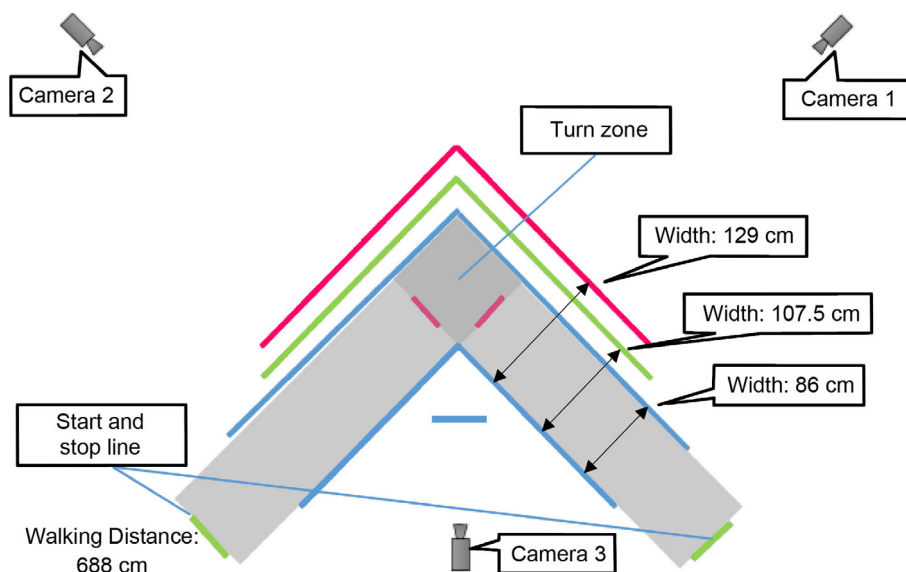 Camera 2
Camera 1
Turn zone
Width: 129 cm
Width: 107.5 cm
Width: 86 cm
Start and
stop line
Walking Distance:
688 cm
Camera 3